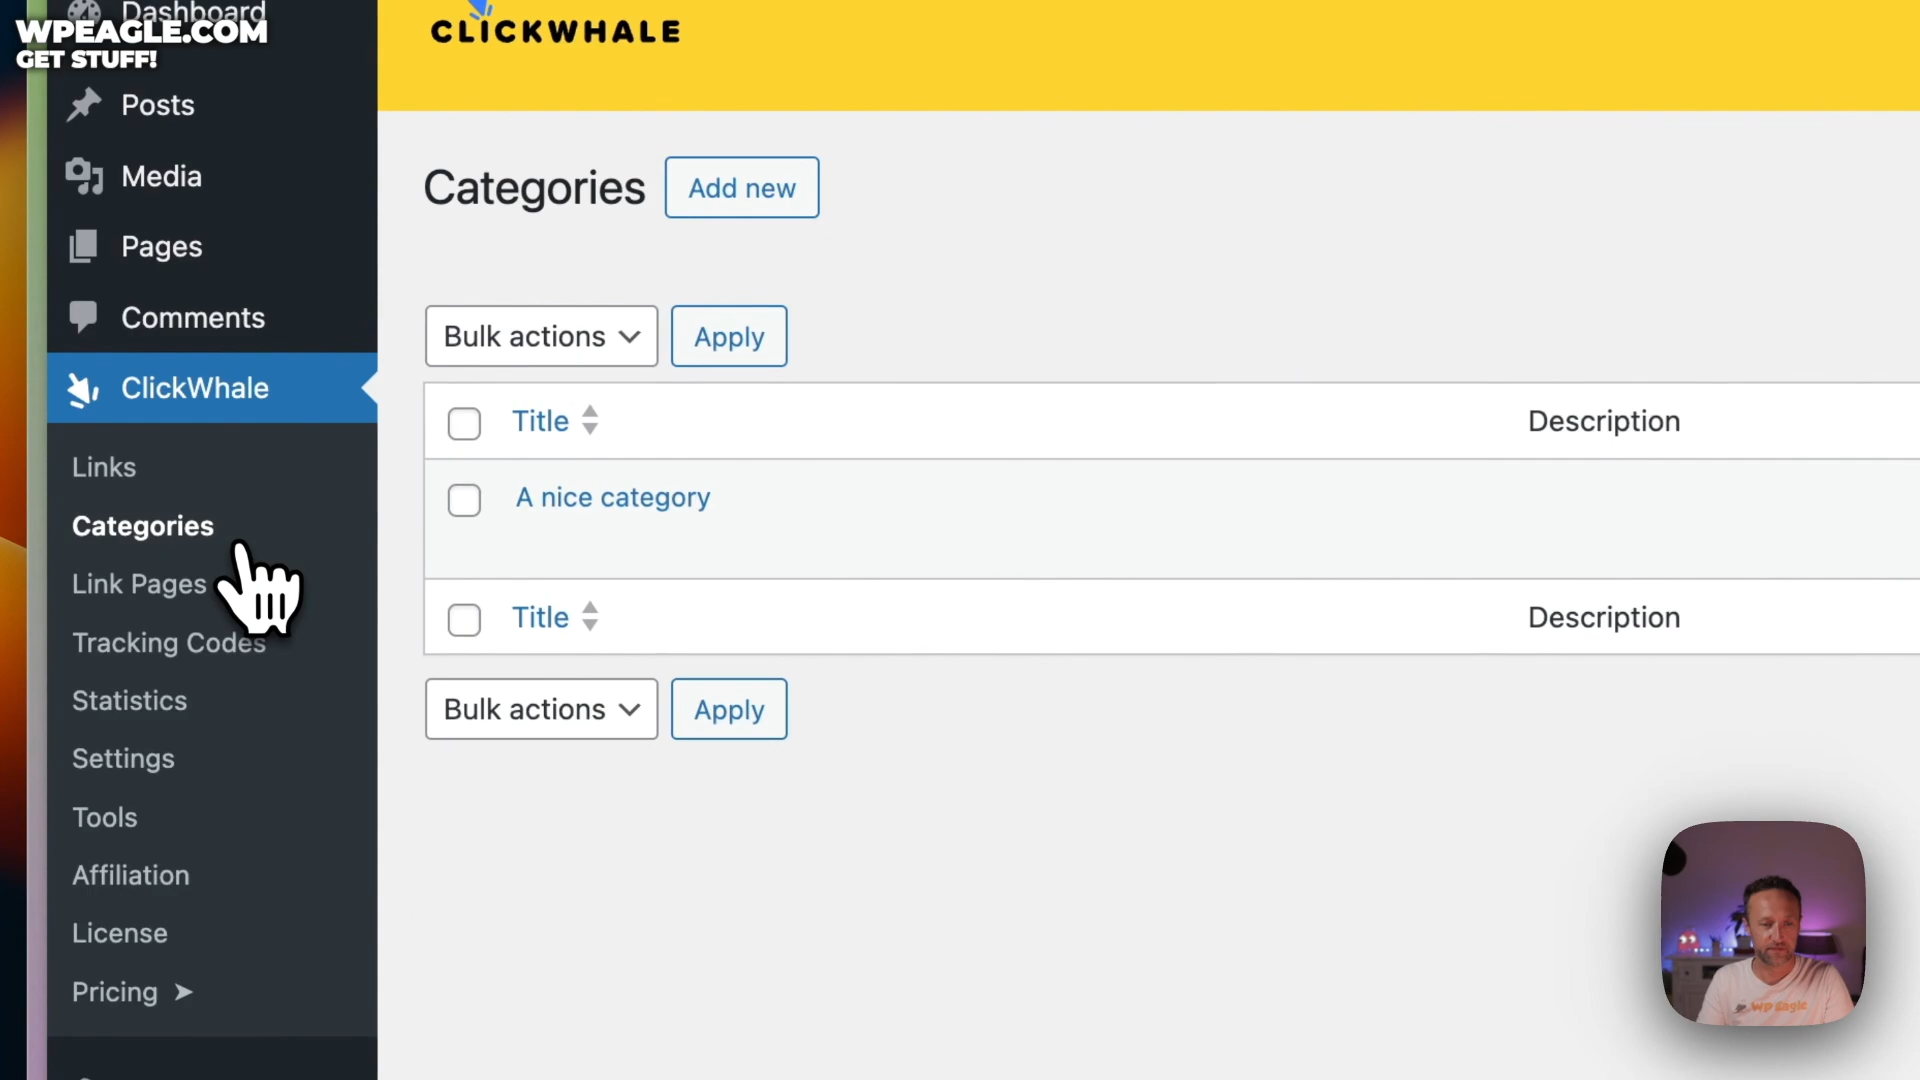 Dashboard
WPEAGLE.COM
GET STUFF!
Posts
Media
Pages
Comments
ClickWhale
Links
Categories
Link Pages
Tracking Codes
Statistics
Settings
Tools
Affiliation
License
Pricing ➤
CLICKWHALE
Categories
Add new
Bulk actions
Apply
Title
Description
A nice category
Title
Description
Bulk actions
Apply
wp eagle